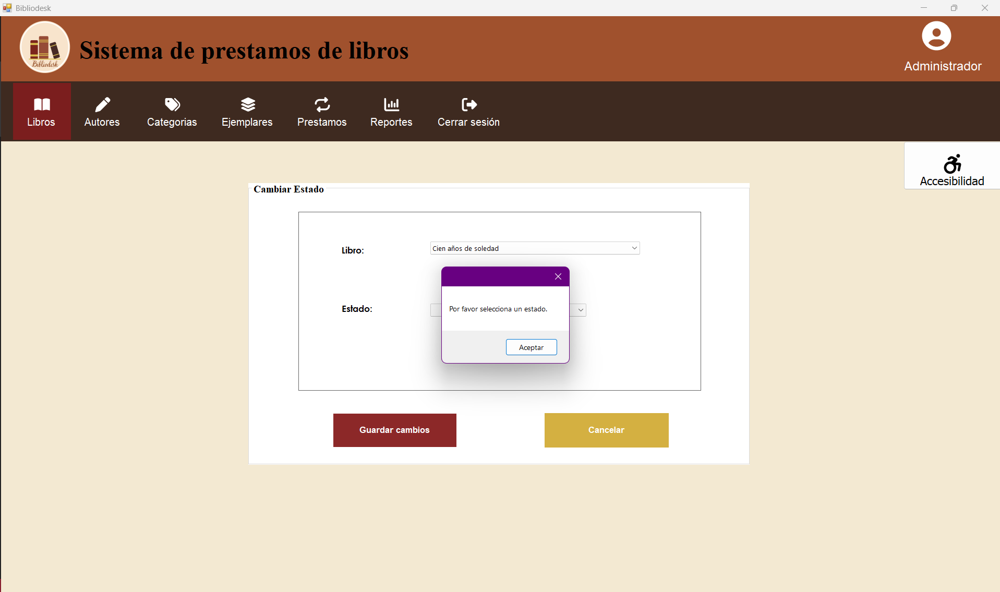 Bibliodesk
Bibliodesk
Sistema de prestamos de libros
Administrador
Libros
Autores
Categorias
Ejemplares
Prestamos
Reportes
Cerrar sesión
Accesibilidad
Cambiar Estado
Libro:
Cien años de soledad
Estado:
Por favor selecciona un estado.
Aceptar
Guardar cambios
Cancelar